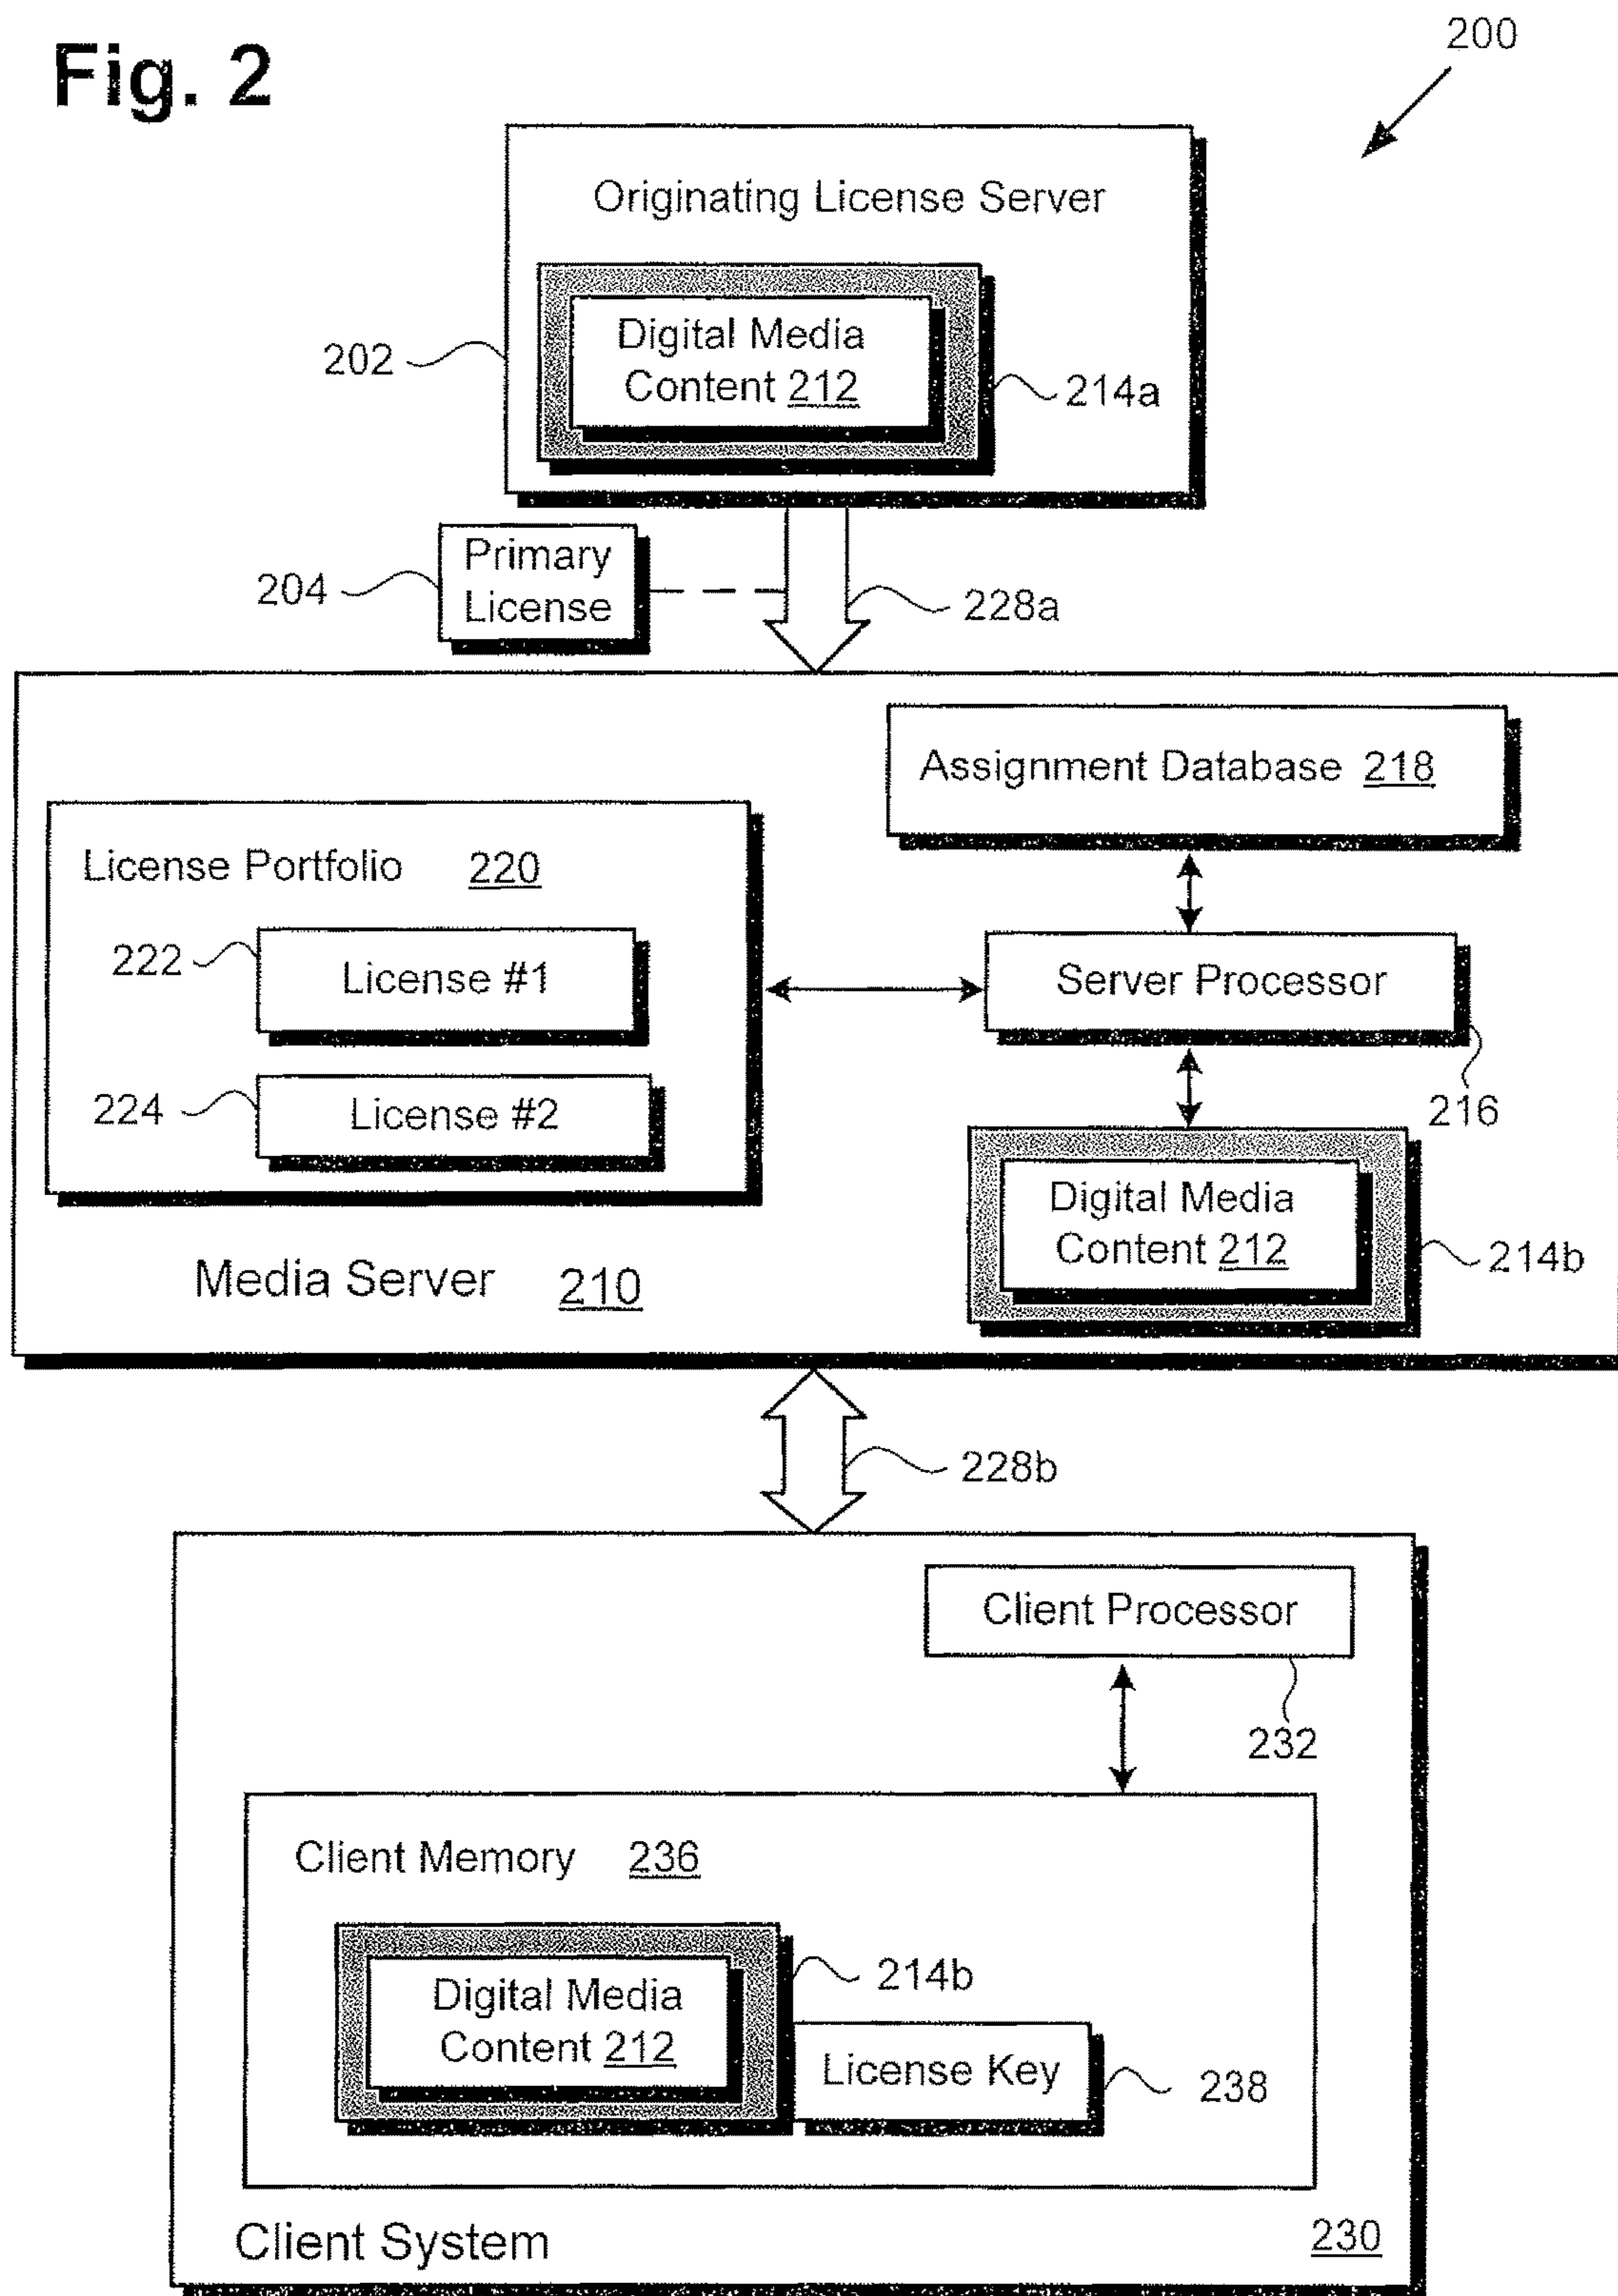 Fig. 2
200
Originating License Server
Digital Media
Content 212
202
214a
Primary
License
204
228a
Assignment Database 218
License Portfolio 220
222
License #1
Server Processor
224
License #2
216
Digital Media
Content 212
214b
Media Server 210
228b
Client Processor
232
Client Memory 236
Digital Media
Content 212
214b
License Key
238
Client System
230